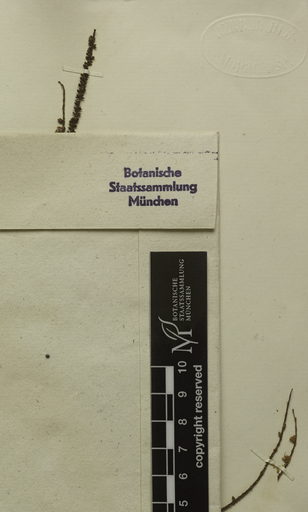 Botanische
Staatssammlung
München
BOTANISCHE
STAATSSAMMLUNG
MÜNCHEN
M
10
9
8
7
6
5
copyright reserved